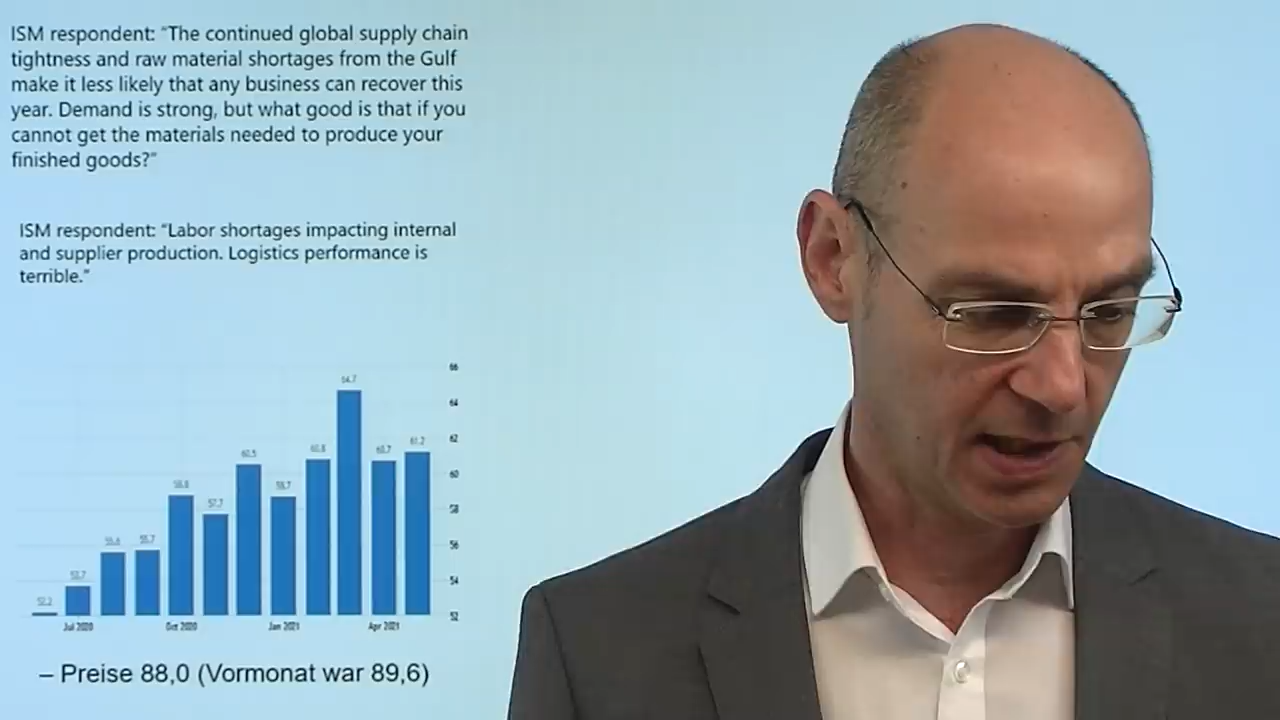 ISM respondent: “The continued global supply chain
tightness and raw material shortages from the Gulf
make it less likely that any business can recover this
year. Demand is strong, but what good is that if you
cannot get the materials needed to produce your
finished goods?”
ISM respondent: “Labor shortages impacting internal
and supplier production. Logistics performance is
terrible.”
66
64.7
64
62
61.2
60.5
60.8
60.7
60
58.8
58.7
58
57.7
56
55.6
55.7
54
53.7
52.2
52
Jul 2020
Oct 2020
Jan 2021
Apr 2021
– Preise 88,0 (Vormonat war 89,6)